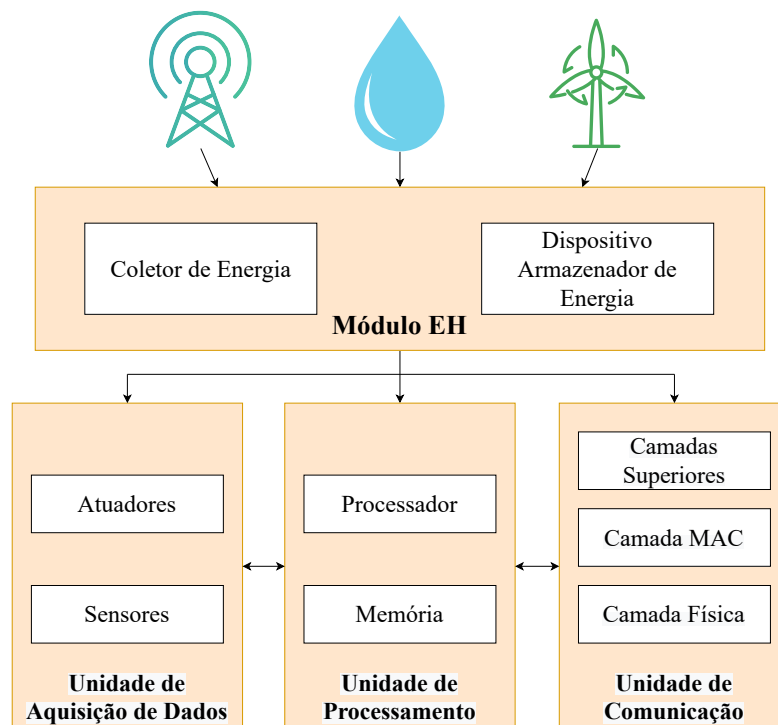 Coletor de Energia
Dispositivo
Armazenador de
Energia
Módulo EH
Atuadores
Sensores
Unidade de
Aquisição de Dados
Processador
Memória
Unidade de
Processamento
Camadas
Superiores
Camada MAC
Camada Física
Unidade de
Comunicação